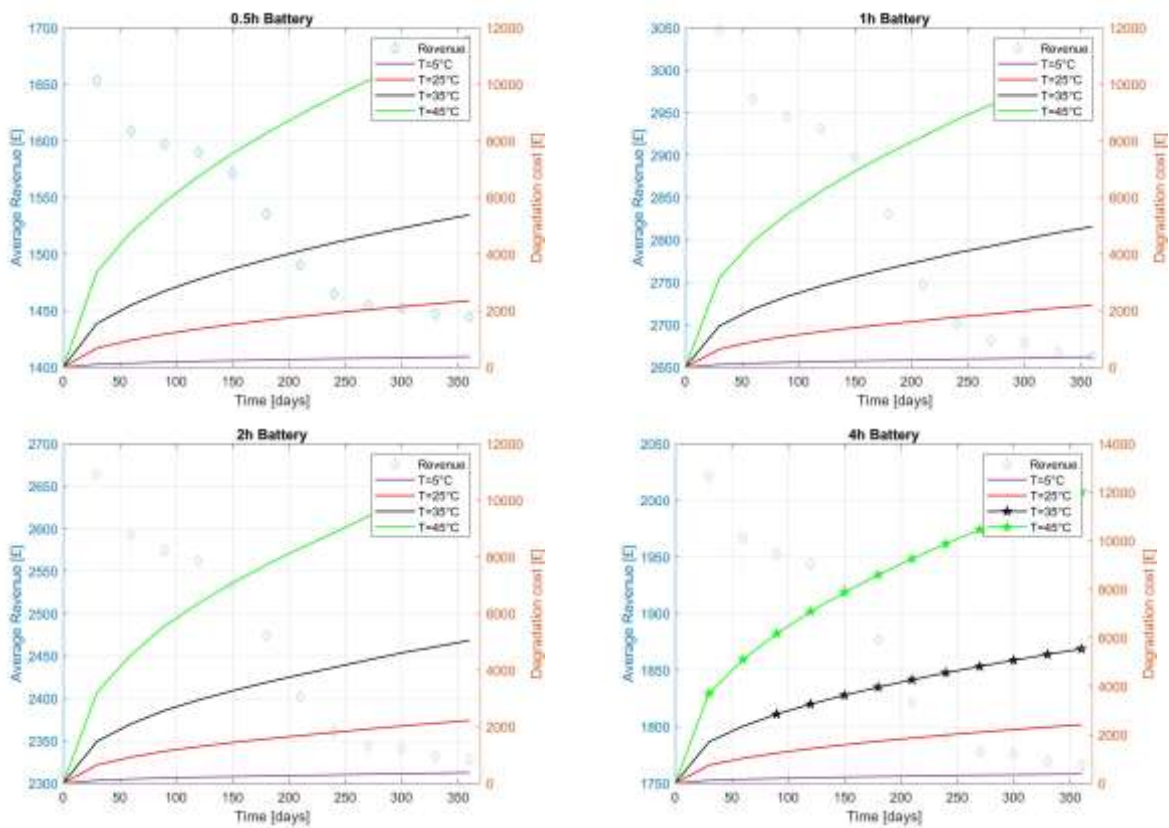 0.5h Battery
1700
1650
1600
1550
1500
1450
1400
Average Revenue [£]
12000
10000
8000
6000
4000
2000
0
Degradation cost [£]
Revenue
T=5°C
T=25°C
T=35°C
T=45°C
0 50 100 150 200 250 300 350
Time [days]
1h Battery
3050
3000
2950
2900
2850
2800
2750
2700
2650
Average Revenue [£]
12000
10000
8000
6000
4000
2000
0
Degradation cost [£]
Revenue
T=5°C
T=25°C
T=35°C
T=45°C
0 50 100 150 200 250 300 350
Time [days]
2h Battery
2700
2650
2600
2550
2500
2450
2400
2350
2300
Average Revenue [£]
12000
10000
8000
6000
4000
2000
0
Degradation cost [£]
Revenue
T=5°C
T=25°C
T=35°C
T=45°C
0 50 100 150 200 250 300 350
Time [days]
4h Battery
2050
2000
1950
1900
1850
1800
1750
Average Revenue [£]
14000
12000
10000
8000
6000
4000
2000
0
Degradation cost [£]
Revenue
T=5°C
T=25°C
T=35°C
T=45°C
0 50 100 150 200 250 300 350
Time [days]